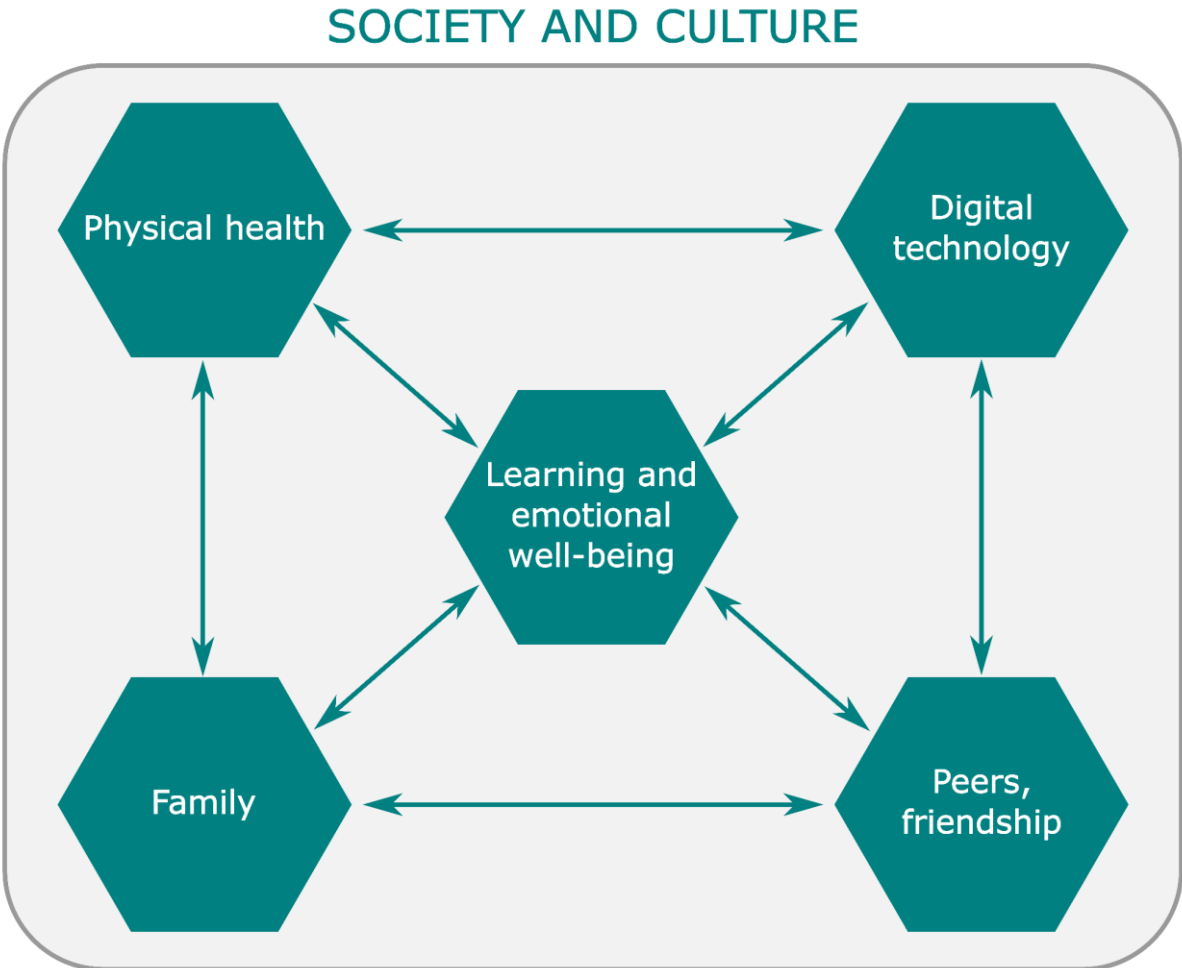 SOCIETY AND CULTURE
Physical health
Digital
technology
Learning and
emotional
well-being
Family
Peers,
friendship